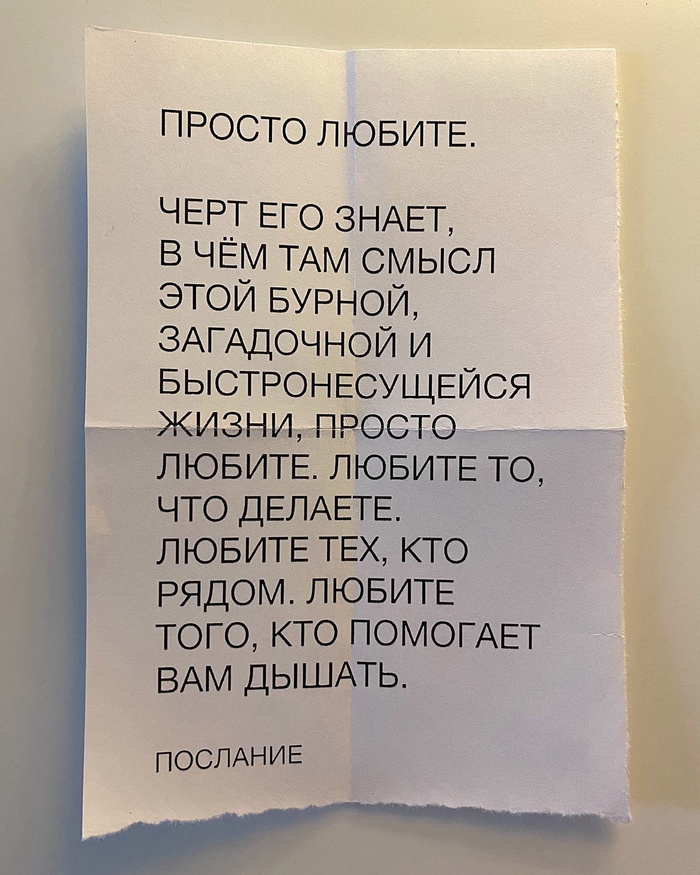 ПРОСТО ЛЮБИТЕ.
ЧЕРТ ЕГО ЗНАЕТ,
В ЧЁМ ТАМ СМЫСЛ
ЭТОЙ БУРНОЙ,
ЗАГАДОЧНОЙ И
БЫСТРОНЕСУЩЕЙСЯ
ЖИЗНИ, ПРОСТО
ЛЮБИТЕ. ЛЮБИТЕ ТО,
ЧТО ДЕЛАЕТЕ.
ЛЮБИТЕ ТЕХ, КТО
РЯДОМ. ЛЮБИТЕ
ТОГО, КТО ПОМОГАЕТ
ВАМ ДЫШАТЬ.
ПОСЛАНИЕ